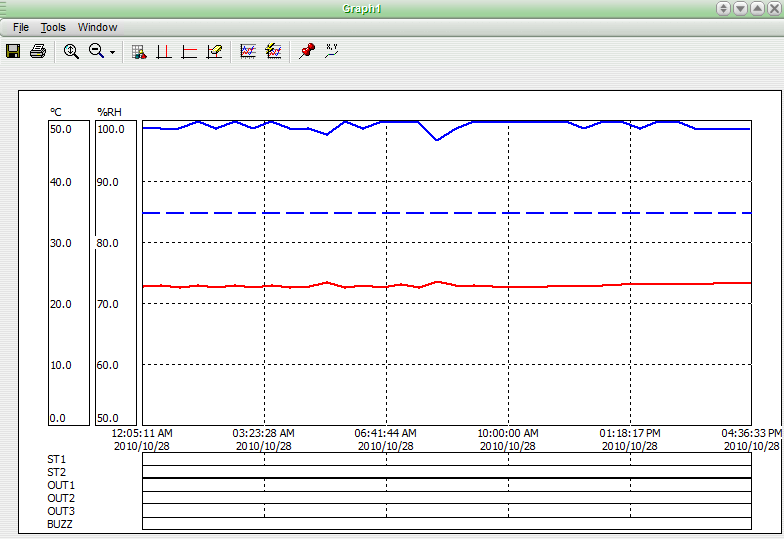 Graph1
File Tools Window
X,Y
°C %RH
50.0 100.0
40.0 90.0
30.0 80.0
20.0 70.0
10.0 60.0
0.0 50.0
12:05:11 AM 03:23:28 AM 06:41:44 AM 10:00:00 AM 01:18:17 PM 04:36:33 PM
2010/10/28 2010/10/28 2010/10/28 2010/10/28 2010/10/28 2010/10/28
ST1
ST2
OUT1
OUT2
OUT3
BUZZ